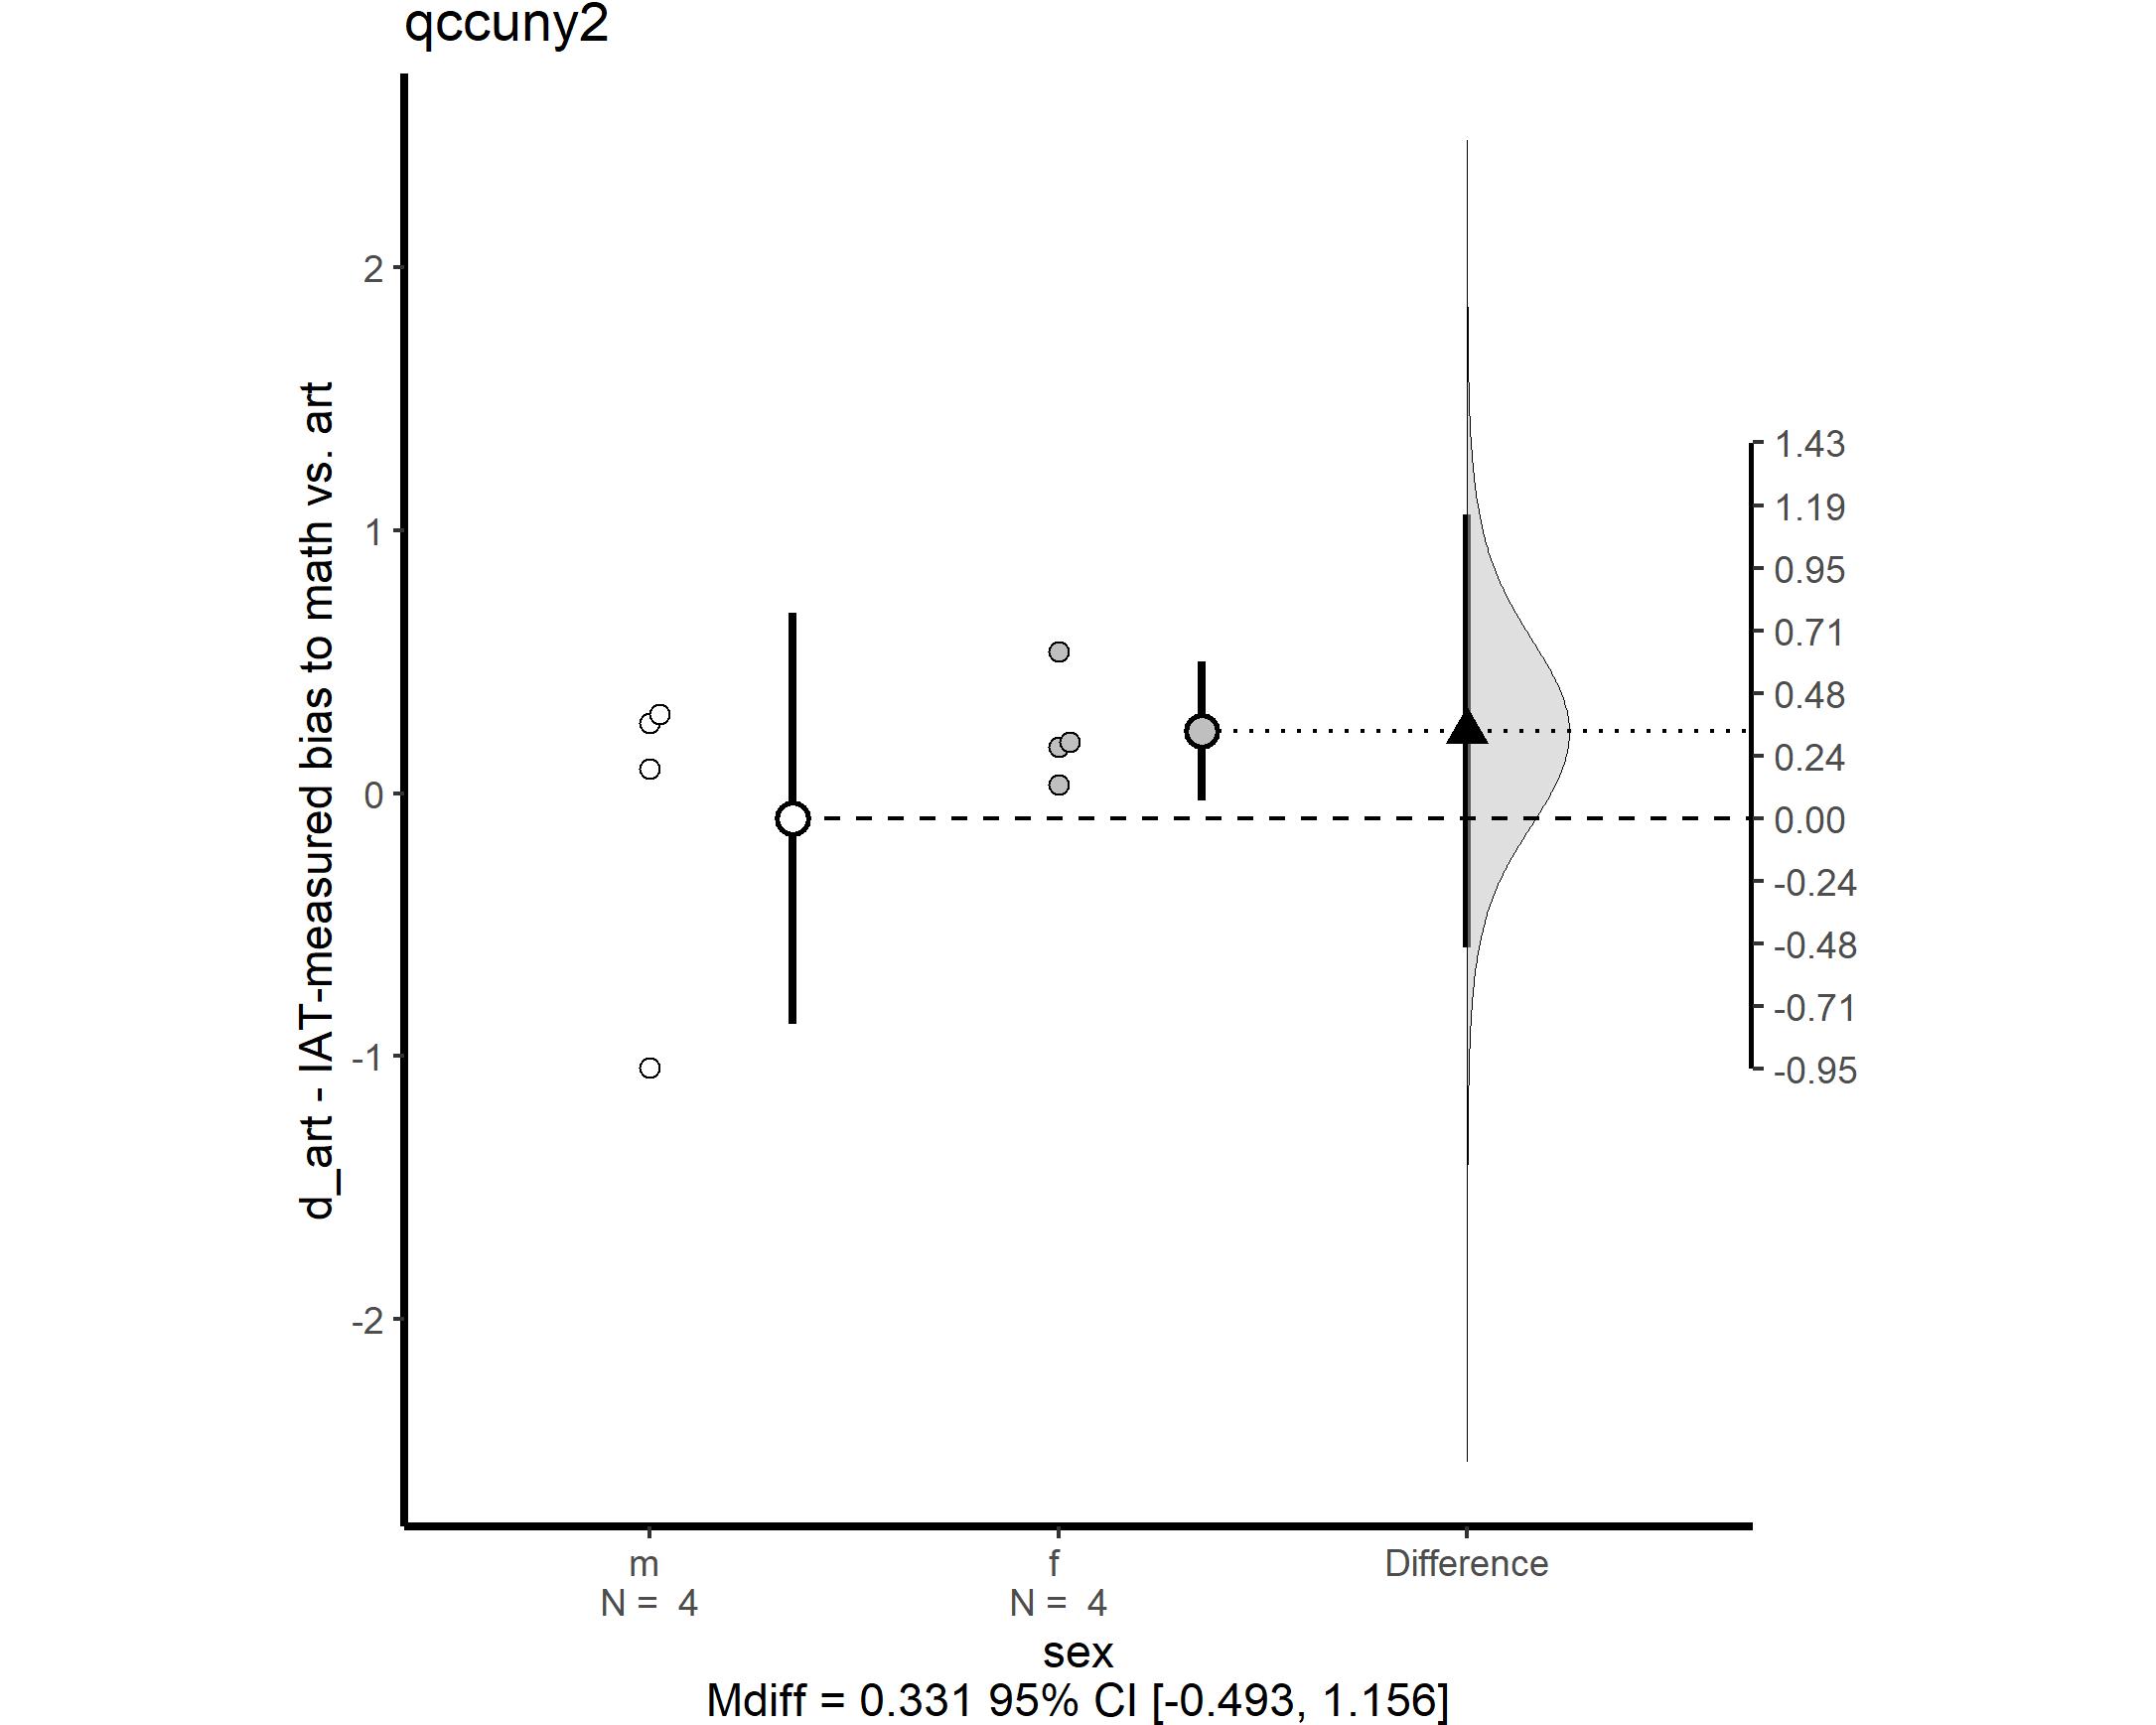 qccuny2
d_art - IAT-measured bias to math vs. art
2
1
0
-1
-2
1.43
1.19
0.95
0.71
0.48
0.24
0.00
-0.24
-0.48
-0.71
-0.95
m
N = 4
f
N = 4
Difference
sex
Mdiff = 0.331 95% CI [-0.493, 1.156]